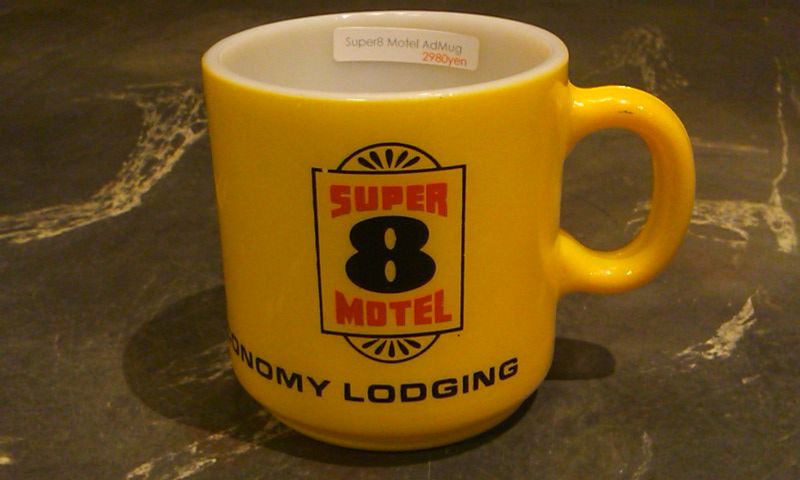 Super8 Motel AdMug
2980yen
SUPER
8
MOTEL
ONOMY LODGING